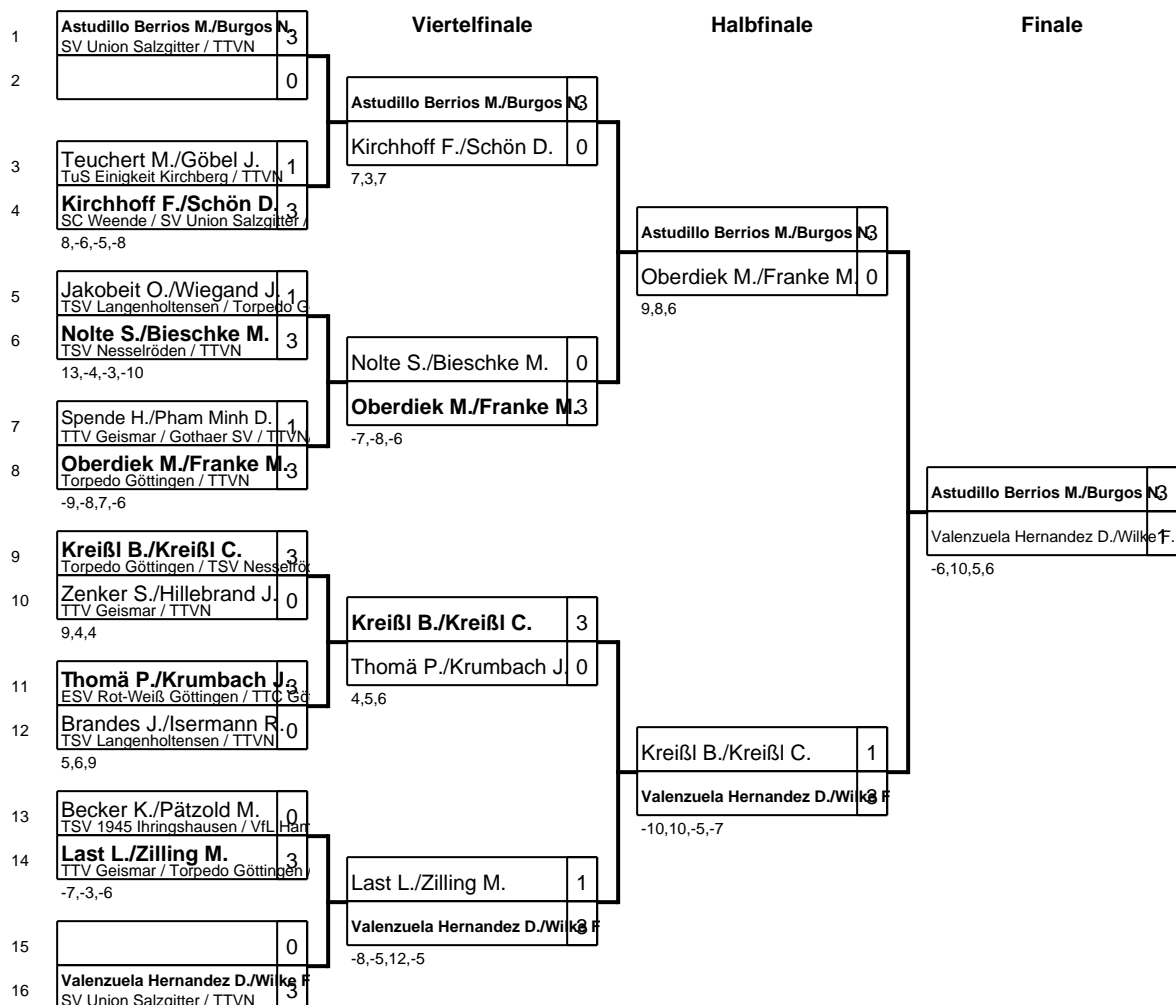 Viertelfinale
Halbfinale
Finale
1
Astudillo Berrios M./Burgos N.
3
SV Union Salzgitter / TTVN
2
0
3
Teuchert M./Göbel J.
1
TuS Einigkeit Kirchberg / TTVN
4
Kirchhoff F./Schön D.
3
SC Weende / SV Union Salzgitter /
8,-6,-5,-8
5
Jakobeit O./Wiegand J.
1
TSV Langenholtensen / Torpedo G
6
Nolte S./Bieschke M.
3
TSV Nesselröden / TTVN
13,-4,-3,-10
7
Spende H./Pham Minh D.
1
TTV Geismar / Gothaer SV / TTVN/
8
Oberdiek M./Franke M.
3
Torpedo Göttingen / TTVN
-9,-8,7,-6
9
Kreißl B./Kreißl C.
3
Torpedo Göttingen / TSV Nesselrö
10
Zenker S./Hillebrand J.
0
TTV Geismar / TTVN
9,4,4
11
Thomä P./Krumbach J.
3
ESV Rot-Weiß Göttingen / TTC Gö
12
Brandes J./Isermann R.
0
TSV Langenholtensen / TTVN
5,6,9
13
Becker K./Pätzold M.
0
TSV 1945 Ihringshausen / VfL Ham
14
Last L./Zilling M.
3
TTV Geismar / Torpedo Göttingen /
-7,-3,-6
15
0
16
Valenzuela Hernandez D./Wilke F
3
SV Union Salzgitter / TTVN
Astudillo Berrios M./Burgos N.
3
Kirchhoff F./Schön D.
0
7,3,7
Nolte S./Bieschke M.
0
Oberdiek M./Franke M.
3
-7,-8,-6
Kreißl B./Kreißl C.
3
Thomä P./Krumbach J.
0
4,5,6
Last L./Zilling M.
1
Valenzuela Hernandez D./Wilke F
3
-8,-5,12,-5
Astudillo Berrios M./Burgos N.
3
Oberdiek M./Franke M.
0
9,8,6
Kreißl B./Kreißl C.
1
Valenzuela Hernandez D./Wilke F
3
-10,10,-5,-7
Astudillo Berrios M./Burgos N.
3
Valenzuela Hernandez D./Wilke F.
1
-6,10,5,6